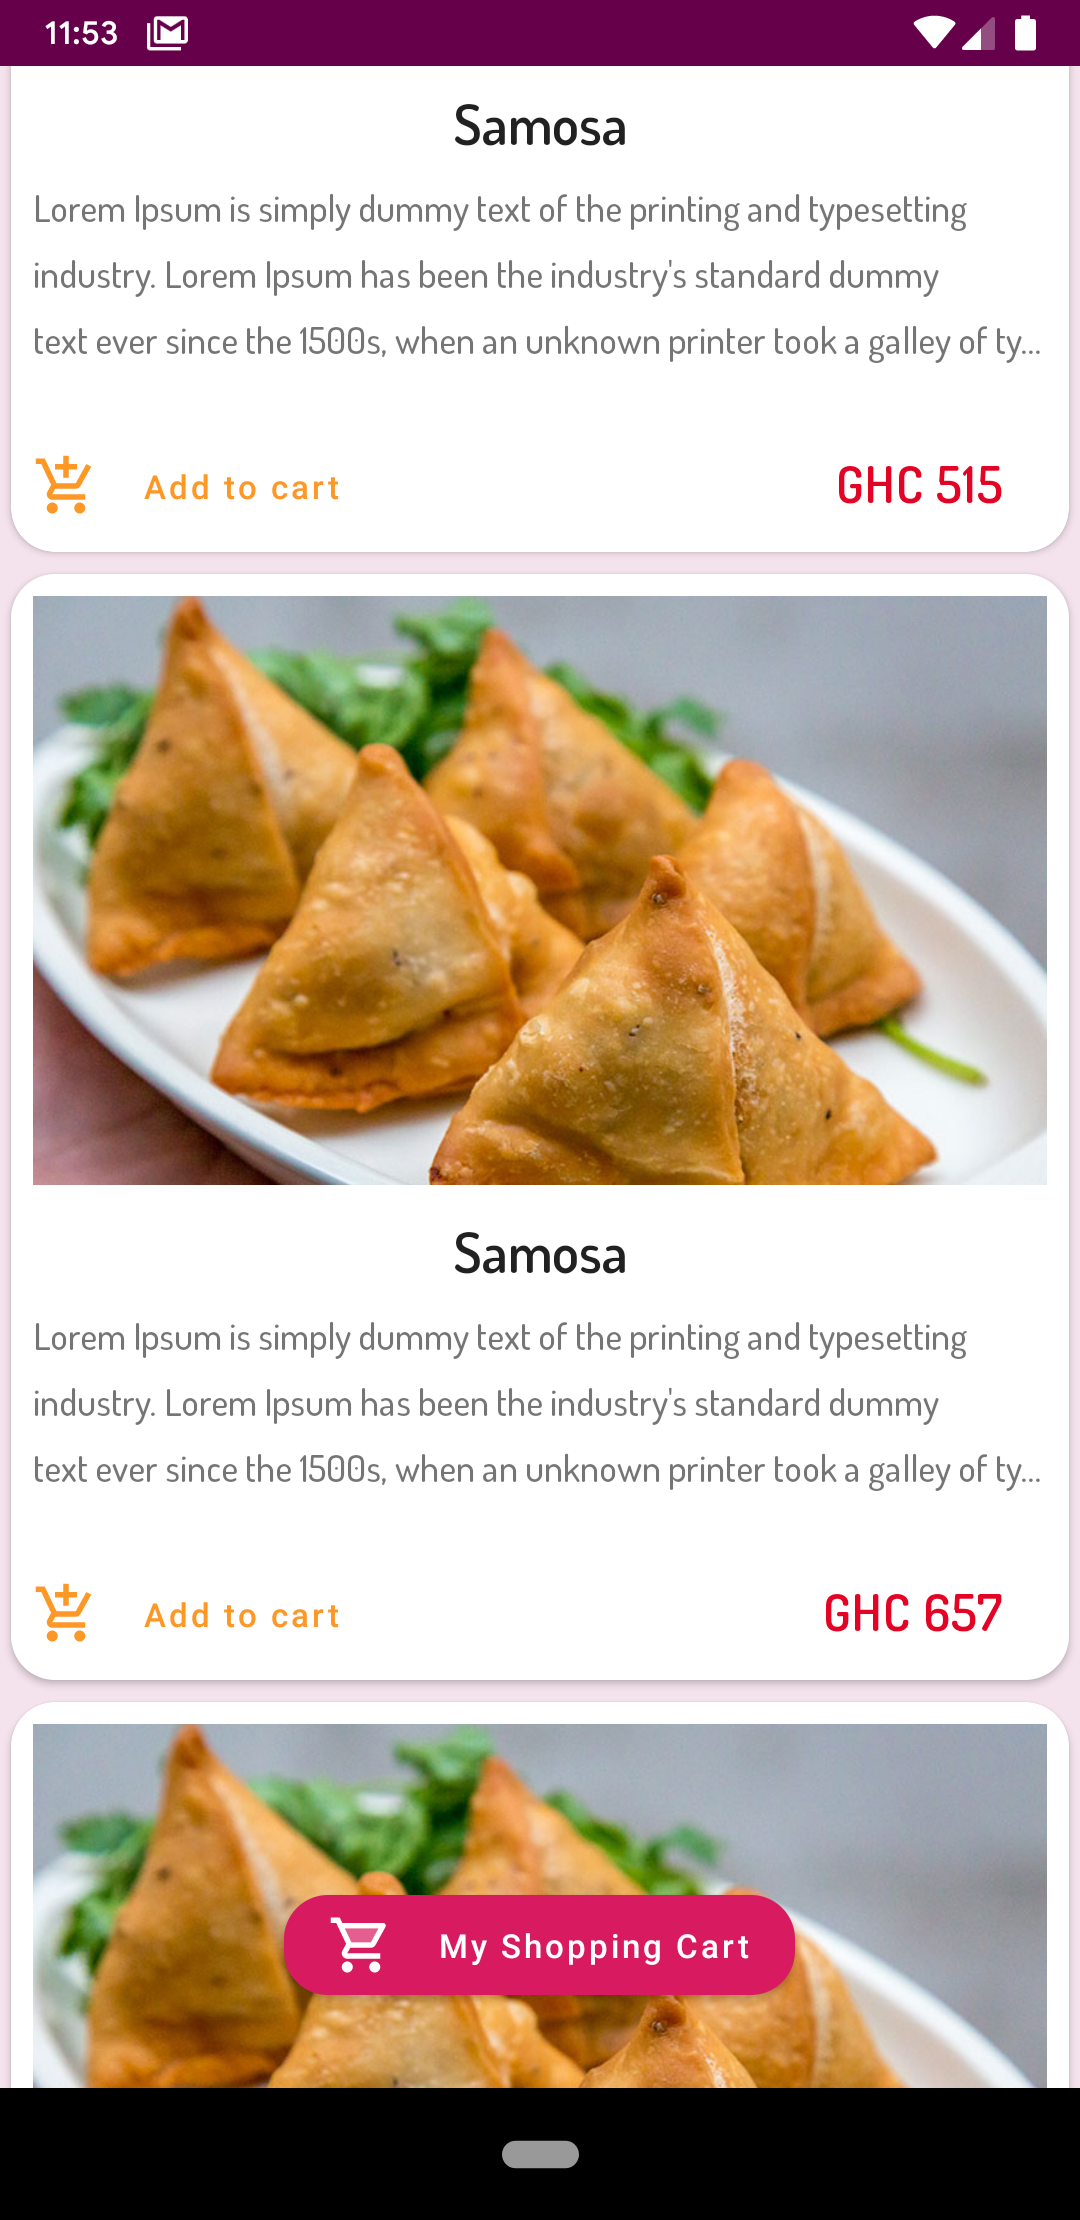 11:53
Samosa
Lorem Ipsum is simply dummy text of the printing and typesetting
industry. Lorem Ipsum has been the industry's standard dummy
text ever since the 1500s, when an unknown printer took a galley of ty...
Add to cart
GHC 515
Samosa
Lorem Ipsum is simply dummy text of the printing and typesetting
industry. Lorem Ipsum has been the industry's standard dummy
text ever since the 1500s, when an unknown printer took a galley of ty...
Add to cart
GHC 657
My Shopping Cart